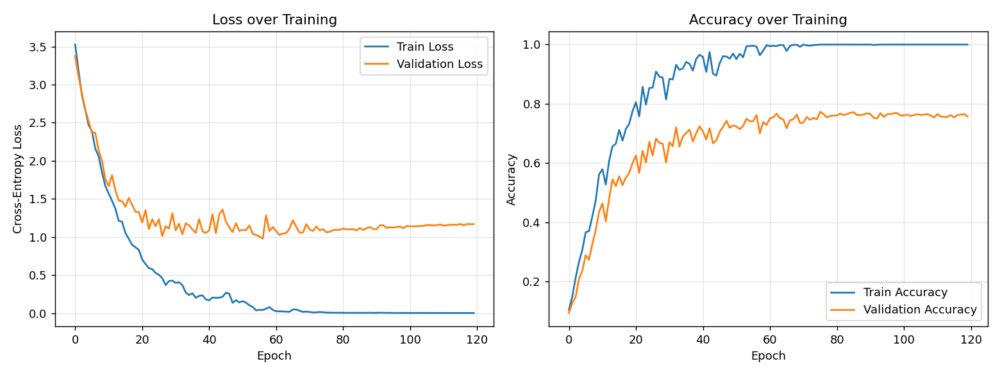 Loss over Training
Cross-Entropy Loss
3.5
3.0
2.5
2.0
1.5
1.0
0.5
0.0
Train Loss
Validation Loss
0 20 40 60 80 100 120
Epoch
Accuracy over Training
Accuracy
1.0
0.8
0.6
0.4
0.2
Train Accuracy
Validation Accuracy
0 20 40 60 80 100 120
Epoch